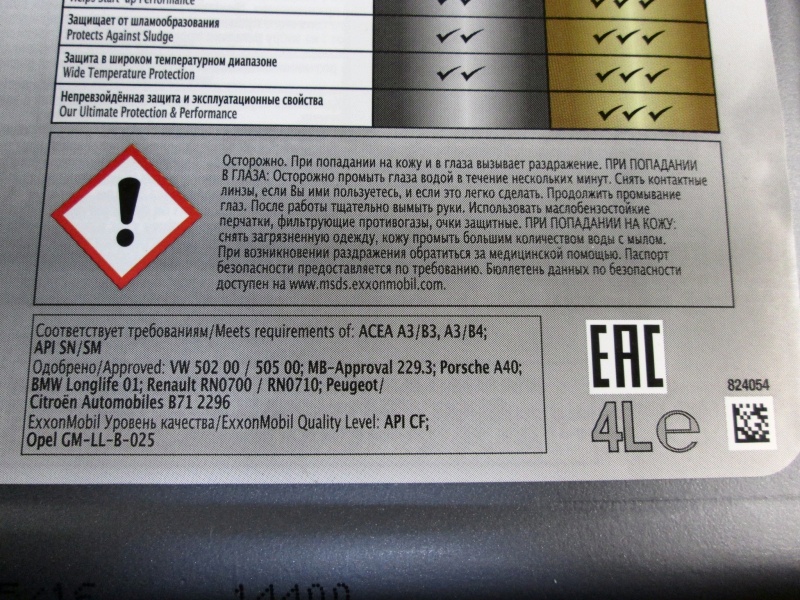 Helps Start-up Performance
Защищает от шламообразования
Protects Against Sludge
Защита в широком температурном диапазоне
Wide Temperature Protection
Непревзойдённая защита и эксплуатационные свойства
Our Ultimate Protection & Performance
Осторожно. При попадании на кожу и в глаза вызывает раздражение. ПРИ ПОПАДАНИИ
В ГЛАЗА: Осторожно промыть глаза водой в течение нескольких минут. Снять контактные
линзы, если Вы ими пользуетесь, и если это легко сделать. Продолжить промывание
глаз. После работы тщательно вымыть руки. Использовать маслобензостойкие
перчатки, фильтрующие противогазы, очки защитные. ПРИ ПОПАДАНИИ НА КОЖУ:
снять загрязненную одежду, кожу промыть большим количеством воды с мылом.
При возникновении раздражения обратиться за медицинской помощью. Паспорт
безопасности предоставляется по требованию. Бюллетень данных по безопасности
доступен на www.msds.exxonmobil.com.
Соответствует требованиям/Meets requirements of: ACEA A3/B3, A3/B4;
API SN/SM
Одобрено/Approved: VW 502 00 / 505 00; MB-Approval 229.3; Porsche A40;
BMW Longlife 01; Renault RN0700 / RN0710; Peugeot/
Citroën Automobiles B71 2296
ExxonMobil Уровень качества/ExxonMobil Quality Level: API CF;
Opel GM-LL-B-025
EAC
4L e
824054